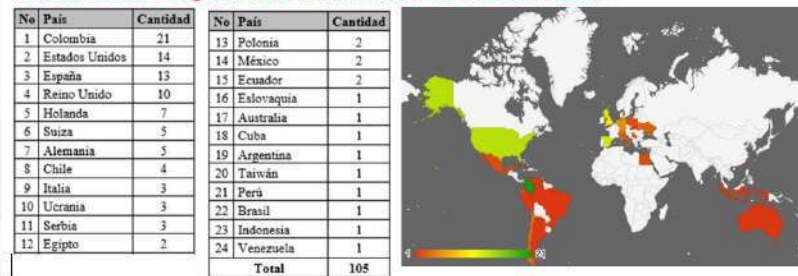 No País Cantidad
1 Colombia 21
2 Estados Unidos 14
3 España 13
4 Reino Unido 10
5 Holanda 7
6 Suiza 5
7 Alemania 5
8 Chile 4
9 Italia 3
10 Ucrania 3
11 Serbia 3
12 Egipto 2
No País Cantidad
13 Polonia 2
14 México 2
15 Ecuador 2
16 Eslovaquia 1
17 Australia 1
18 Cuba 1
19 Argentina 1
20 Taiwán 1
21 Perú 1
22 Brasil 1
23 Indonesia 1
24 Venezuela 1
Total 105